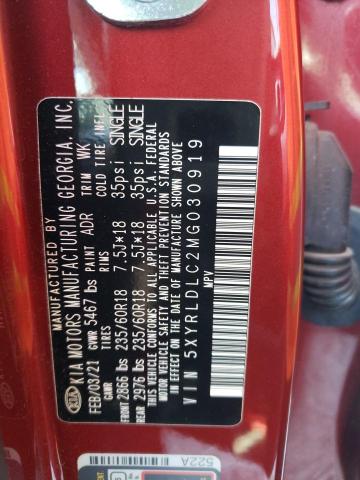 MANUFACTURED BY
KIA MOTORS MANUFACTURING GEORGIA, INC.
FEB/03/21 PAINT ADR TRIM WK
GVWR 5467 lbs
GAWR TIRES RIMS COLD TIRE INFL
FRONT 2866 lbs 235/60R18 7.5J*18 35psi SINGLE
REAR 2976 lbs 235/60R18 7.5J*18 35psi SINGLE
THIS VEHICLE CONFORMS TO ALL APPLICABLE U.S.A. FEDERAL
MOTOR VEHICLE SAFETY, BUMPER, AND THEFT PREVENTION STANDARDS
IN EFFECT ON THE DATE OF MANUFACTURE SHOWN ABOVE
VIN 5XYRLDLC2MG030919
MPV
522A